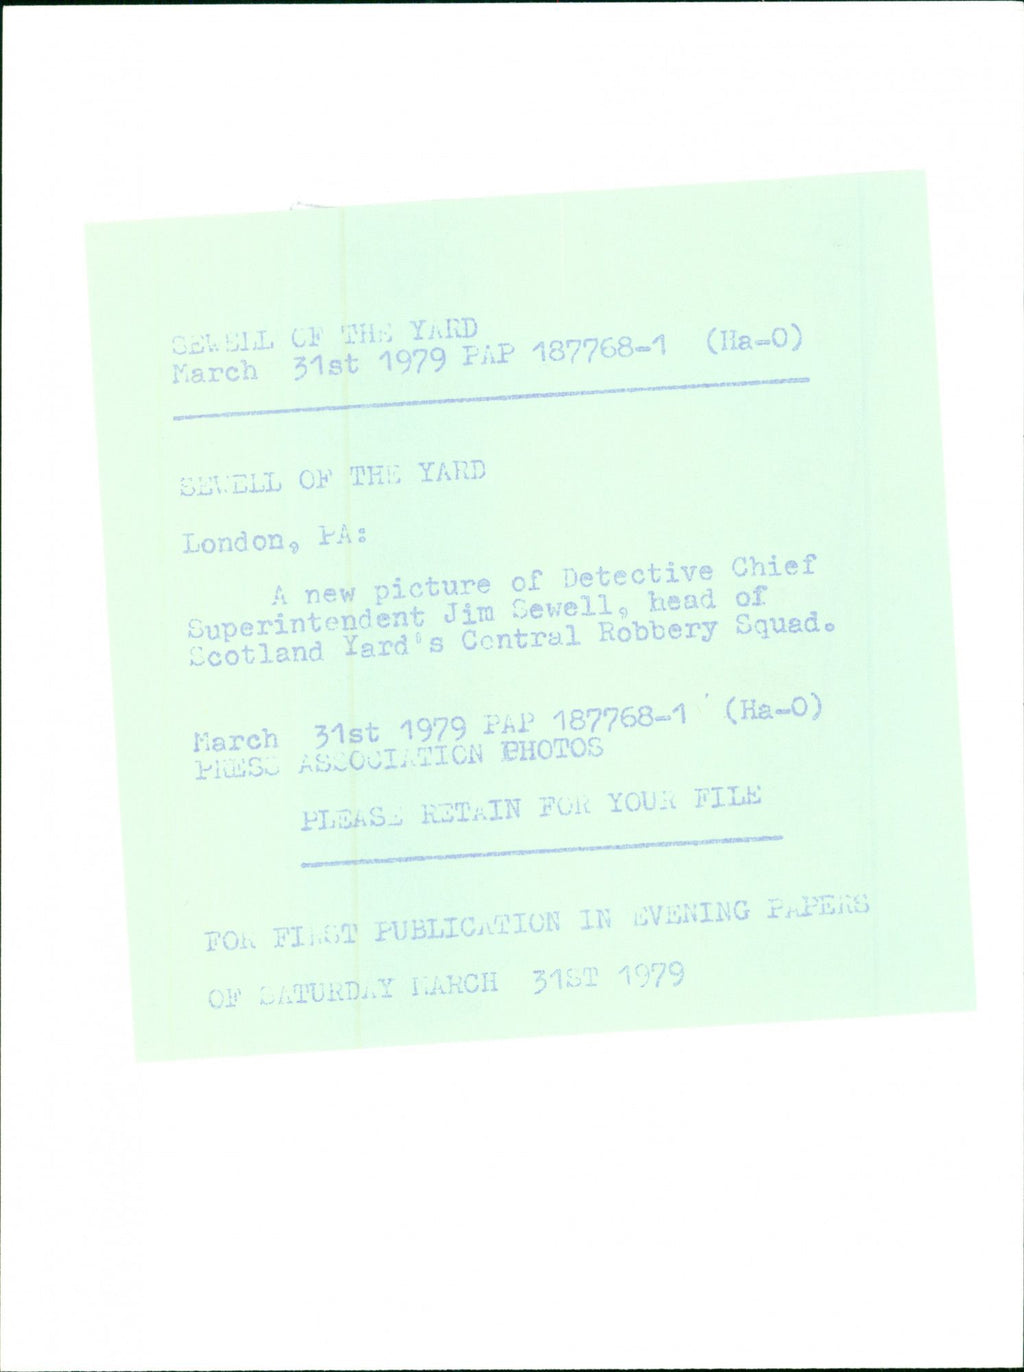 SEWELL OF THE YARD
March 31st 1979 PAP 187768-1 (Ha-O)
SEWELL OF THE YARD
London, PA:
A new picture of Detective Chief
Superintendent Jim Sewell, head of
Scotland Yard's Central Robbery Squad.
March 31st 1979 PAP 187768-1 (Ha-O)
PRESS ASSOCIATION PHOTOS
PLEASE RETAIN FOR YOUR FILE
FOR FIRST PUBLICATION IN EVENING PAPERS
OF SATURDAY MARCH 31ST 1979